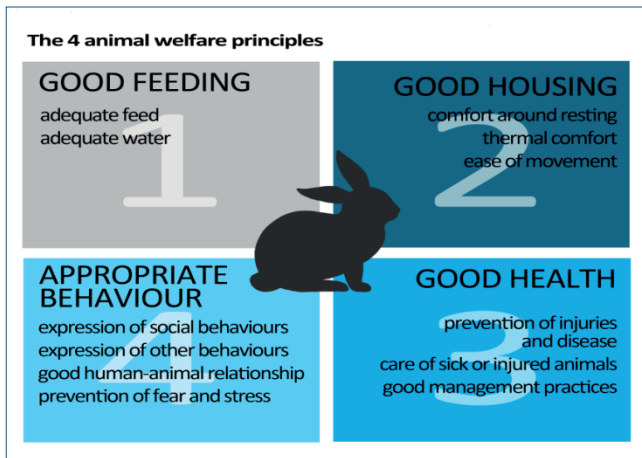 The 4 animal welfare principles
1
GOOD FEEDING
adequate feed
adequate water
2
GOOD HOUSING
comfort around resting
thermal comfort
ease of movement
4
APPROPRIATE
BEHAVIOUR
expression of social behaviours
expression of other behaviours
good human-animal relationship
prevention of fear and stress
3
GOOD HEALTH
prevention of injuries
and disease
care of sick or injured animals
good management practices